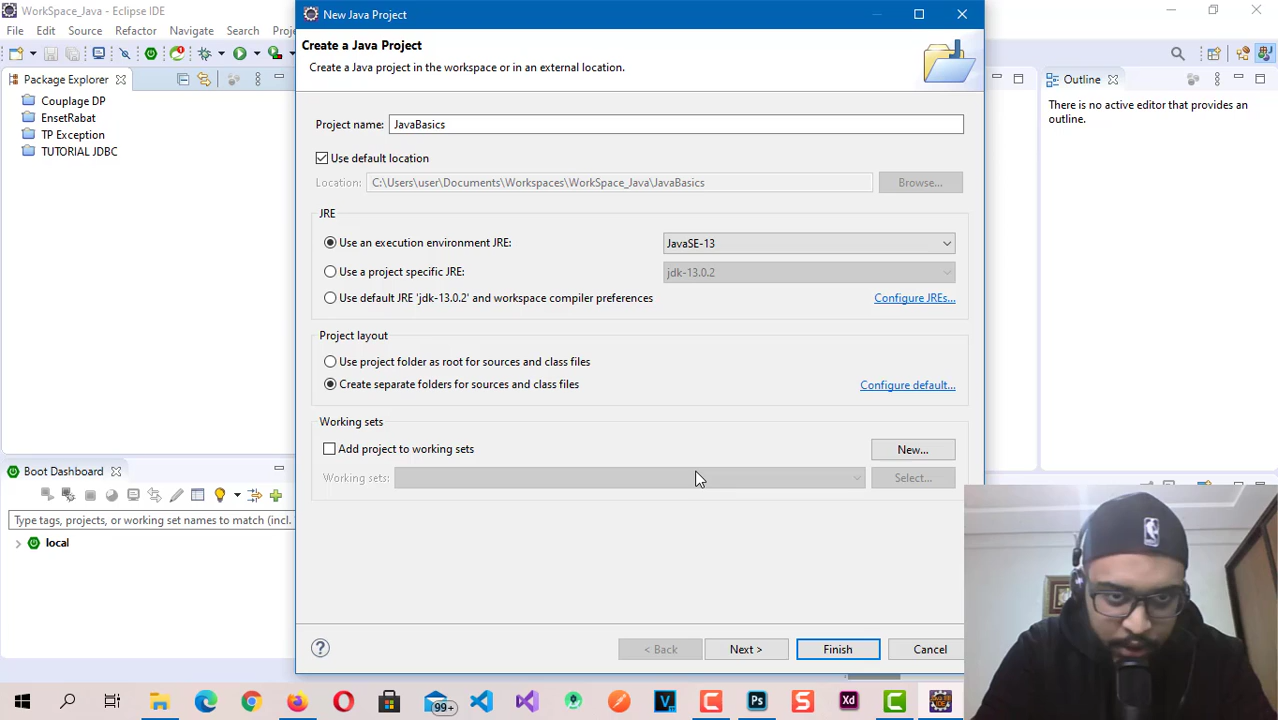 WorkSpace_Java - Eclipse IDE
New Java Project
File Edit Source Refactor Navigate Search
Create a Java Project
Create a Java project in the workspace or in an external location.
Package Explorer
Couplage DP
EnsetRabat
TP Exception
TUTORIAL JDBC
Project name: JavaBasics
Use default location
Location: C:\Users\user\Documents\Workspaces\WorkSpace_Java\JavaBasics Browse...
JRE
Use an execution environment JRE: JavaSE-13
Use a project specific JRE: jdk-13.0.2
Use default JRE 'jdk-13.0.2' and workspace compiler preferences Configure JREs...
Project layout
Use project folder as root for sources and class files
Create separate folders for sources and class files Configure default...
Working sets
Add project to working sets New...
Working sets: Select...
< Back Next > Finish Cancel
Outline
There is no active editor that provides an
outline.
Boot Dashboard
Type tags, projects, or working set names to match (incl.
local
99+
Ps
Xd